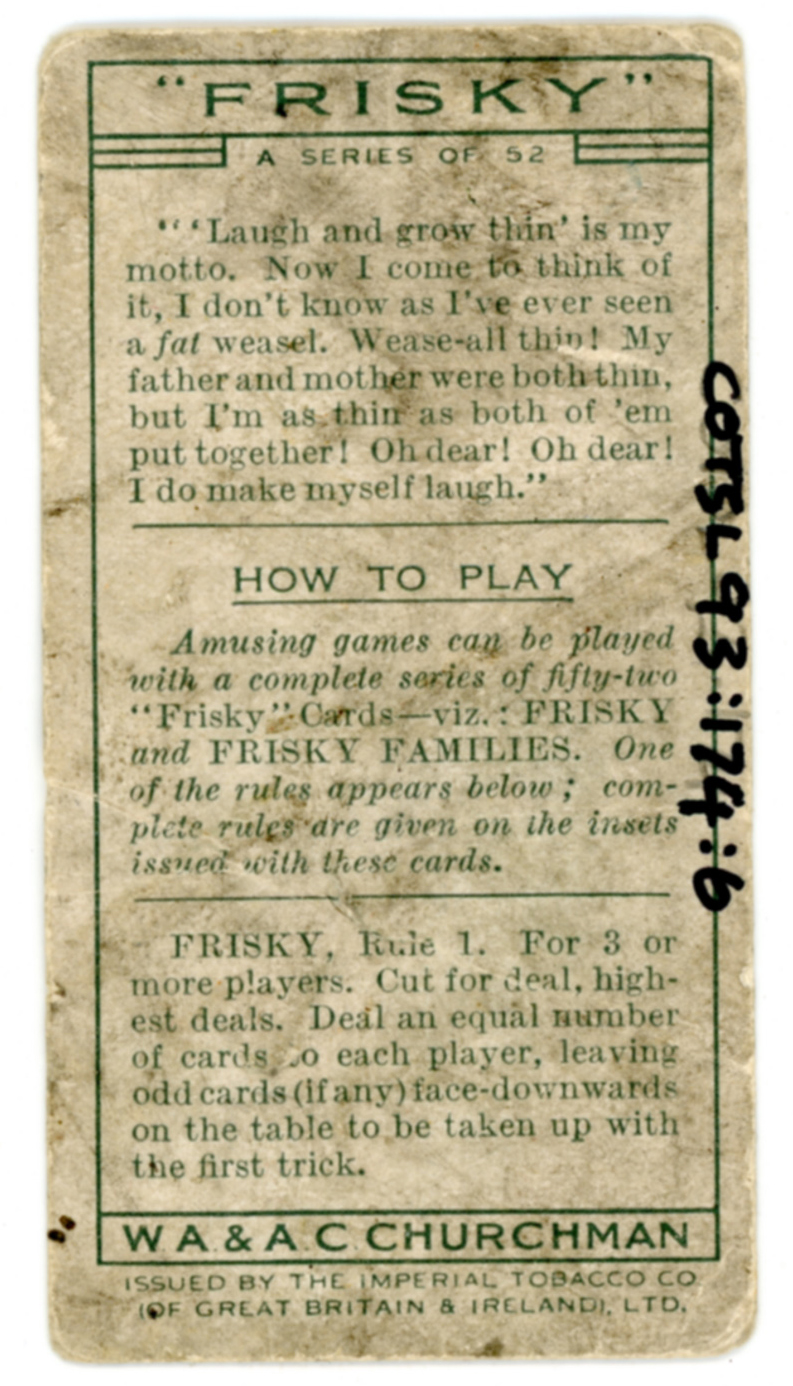 "FRISKY"
A SERIES OF 52
"'Laugh and grow thin' is my
motto. Now I come to think of
it, I don't know as I've ever seen
a fat weasel. Wease-all thin! My
father and mother were both thin,
but I'm as thin as both of 'em
put together! Oh dear! Oh dear!
I do make myself laugh."
HOW TO PLAY
Amusing games can be played
with a complete series of fifty-two
"Frisky" Cards—viz.: FRISKY
and FRISKY FAMILIES. One
of the rules appears below; com-
plete rules are given on the insets
issued with these cards.
FRISKY, Rule 1. For 3 or
more players. Cut for deal, high-
est deals. Deal an equal number
of cards to each player, leaving
odd cards (if any) face-downwards
on the table to be taken up with
the first trick.
W A & A C CHURCHMAN
ISSUED BY THE IMPERIAL TOBACCO CO
(OF GREAT BRITAIN & IRELAND), LTD.
COTSL 93:174:6